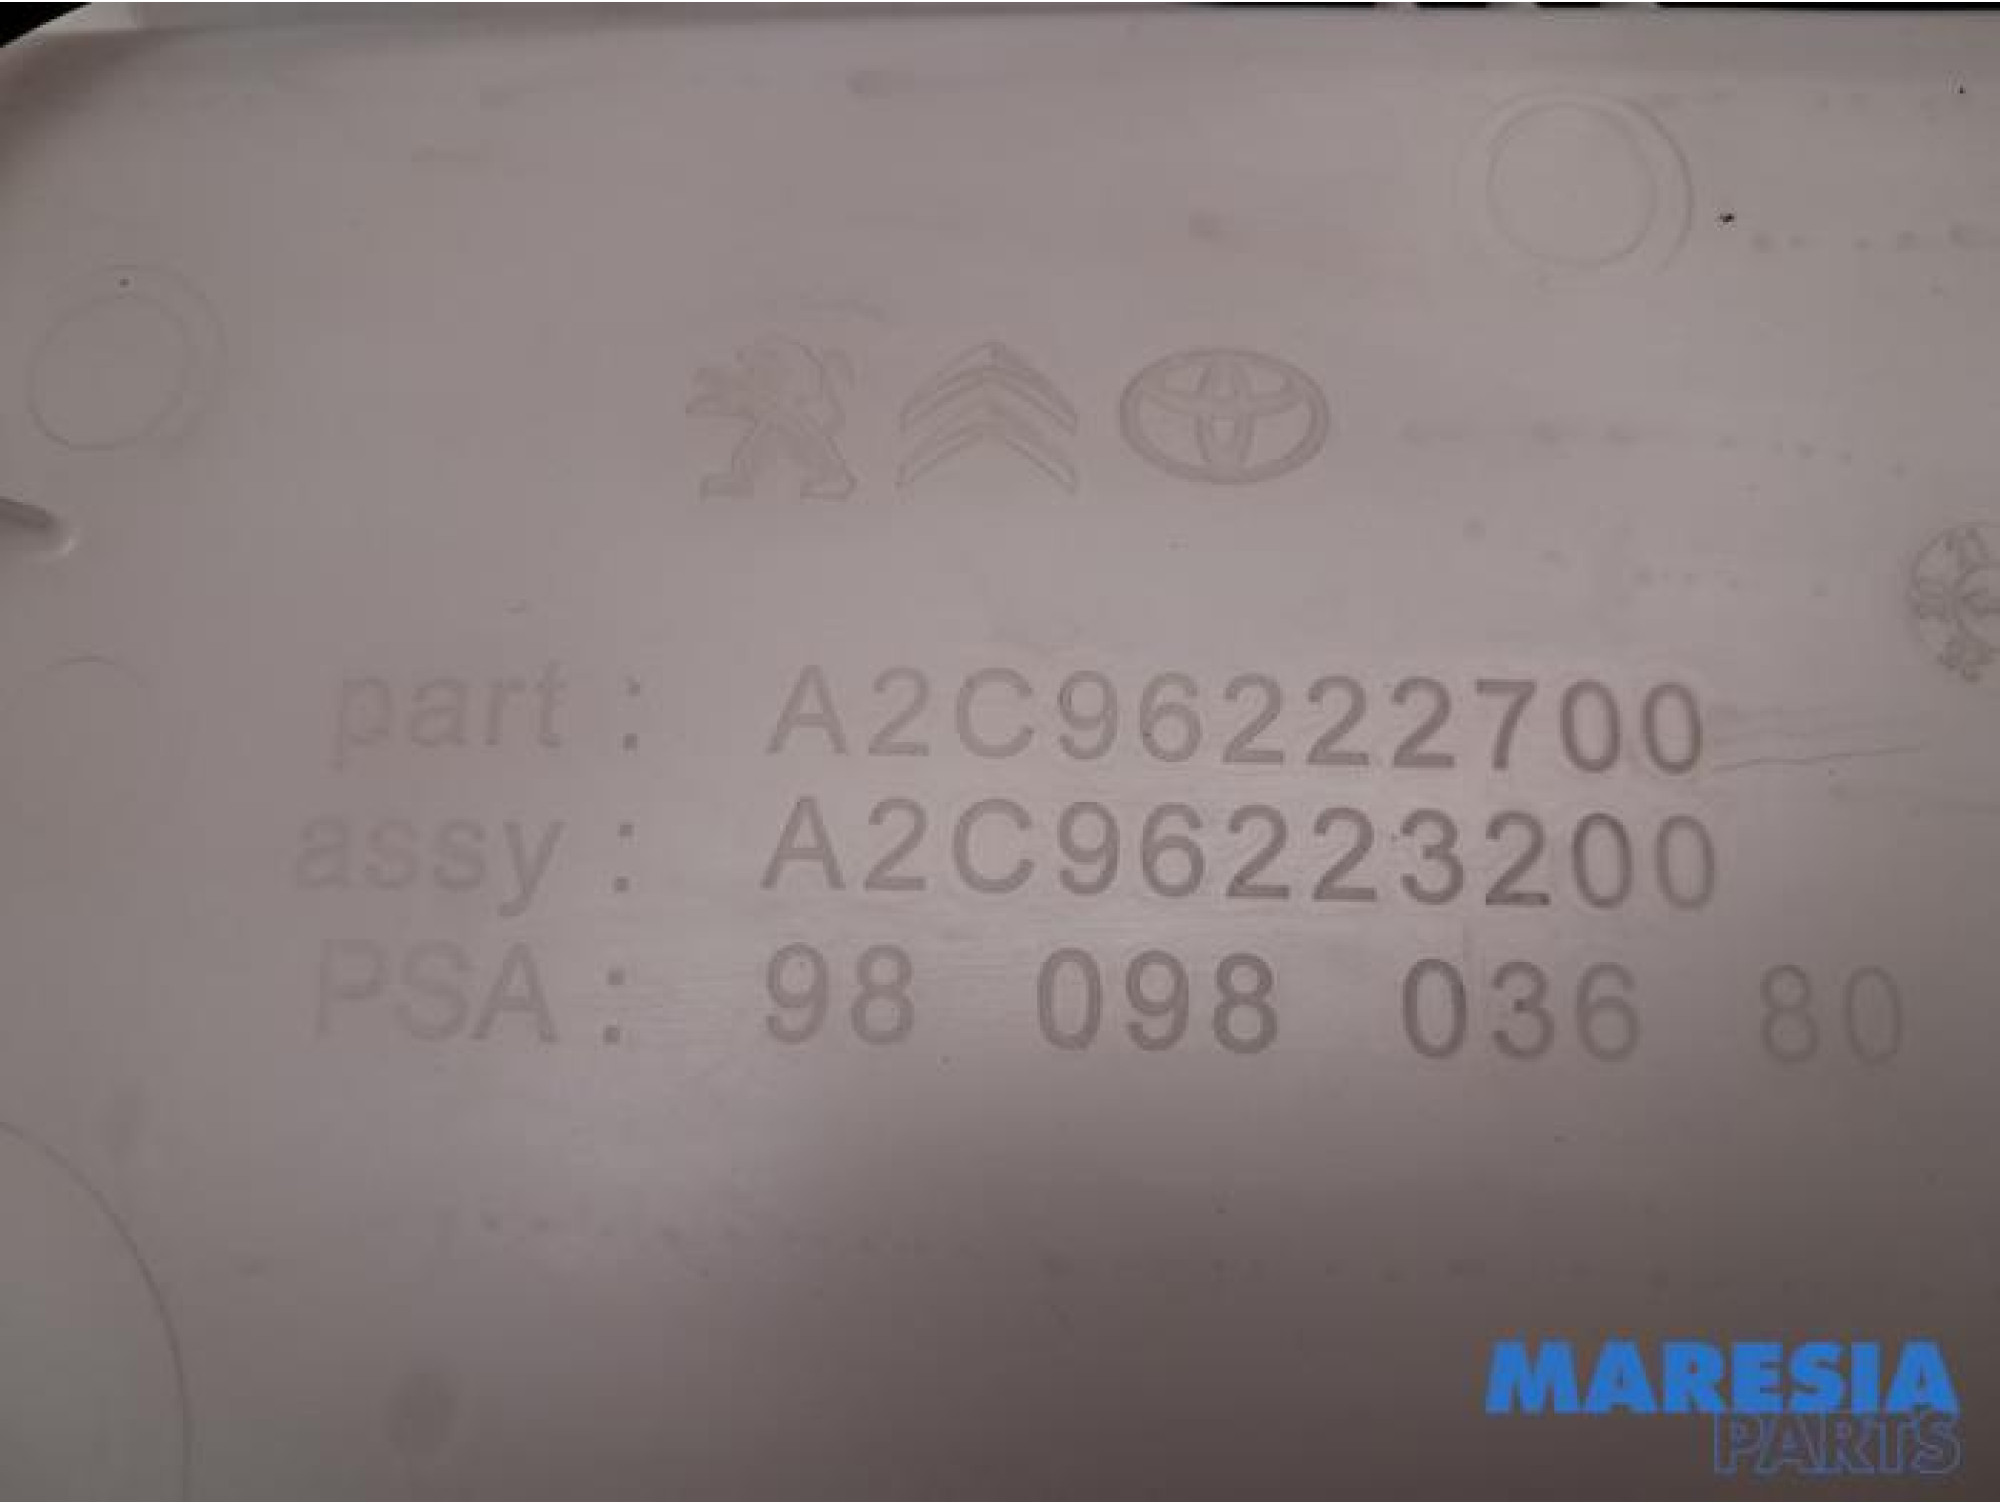 part : A2C96222700
assy : A2C96223200
PSA : 98 098 036 80
MARESIA
PARTS